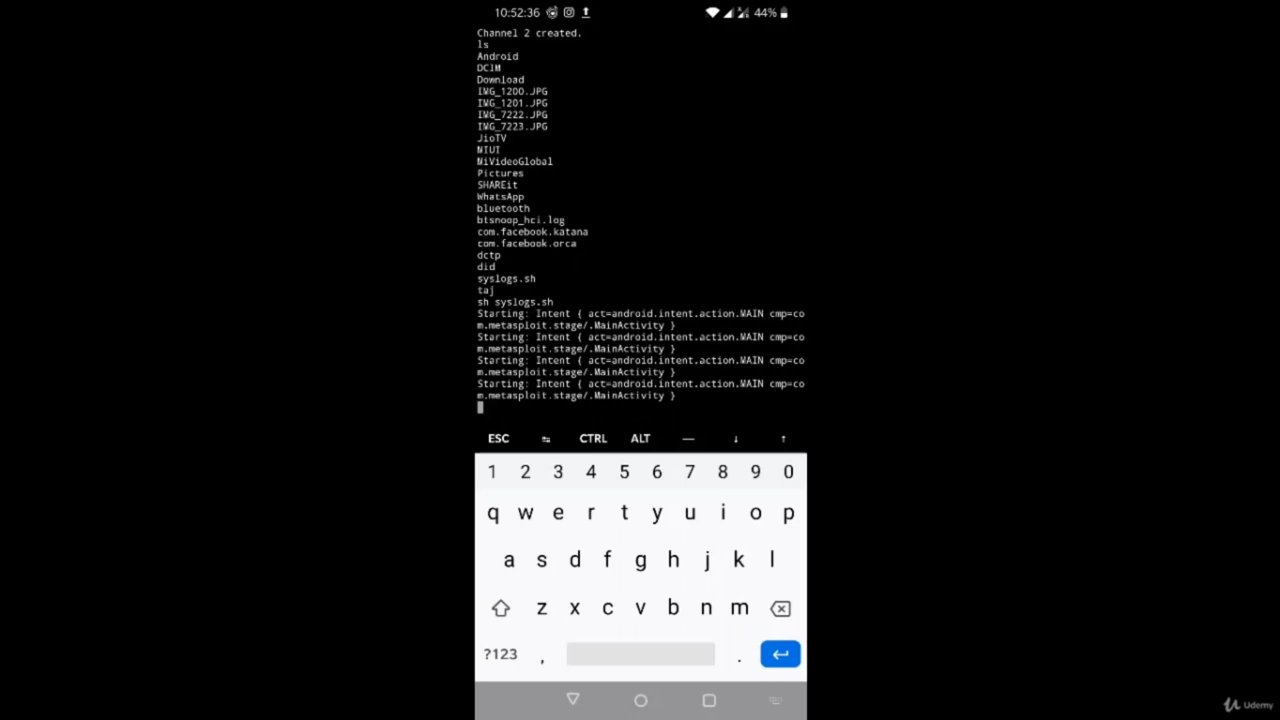 10:52:36 44%
Channel 2 created.
ls
Android
DCIM
Download
IMG_1200.JPG
IMG_1201.JPG
IMG_7222.JPG
IMG_7223.JPG
JioTV
MIUI
MiVideoGlobal
Pictures
SHAREit
WhatsApp
bluetooth
btsnoop_hci.log
com.facebook.katana
com.facebook.orca
dctp
did
syslogs.sh
taj
sh syslogs.sh
Starting: Intent { act=android.intent.action.MAIN cmp=co
m.metasploit.stage/.MainActivity }
Starting: Intent { act=android.intent.action.MAIN cmp=co
m.metasploit.stage/.MainActivity }
Starting: Intent { act=android.intent.action.MAIN cmp=co
m.metasploit.stage/.MainActivity }
Starting: Intent { act=android.intent.action.MAIN cmp=co
m.metasploit.stage/.MainActivity }
ESC ↹ CTRL ALT — ↓ ↑
1 2 3 4 5 6 7 8 9 0
q w e r t y u i o p
a s d f g h j k l
z x c v b n m
?123 , .
Udemy